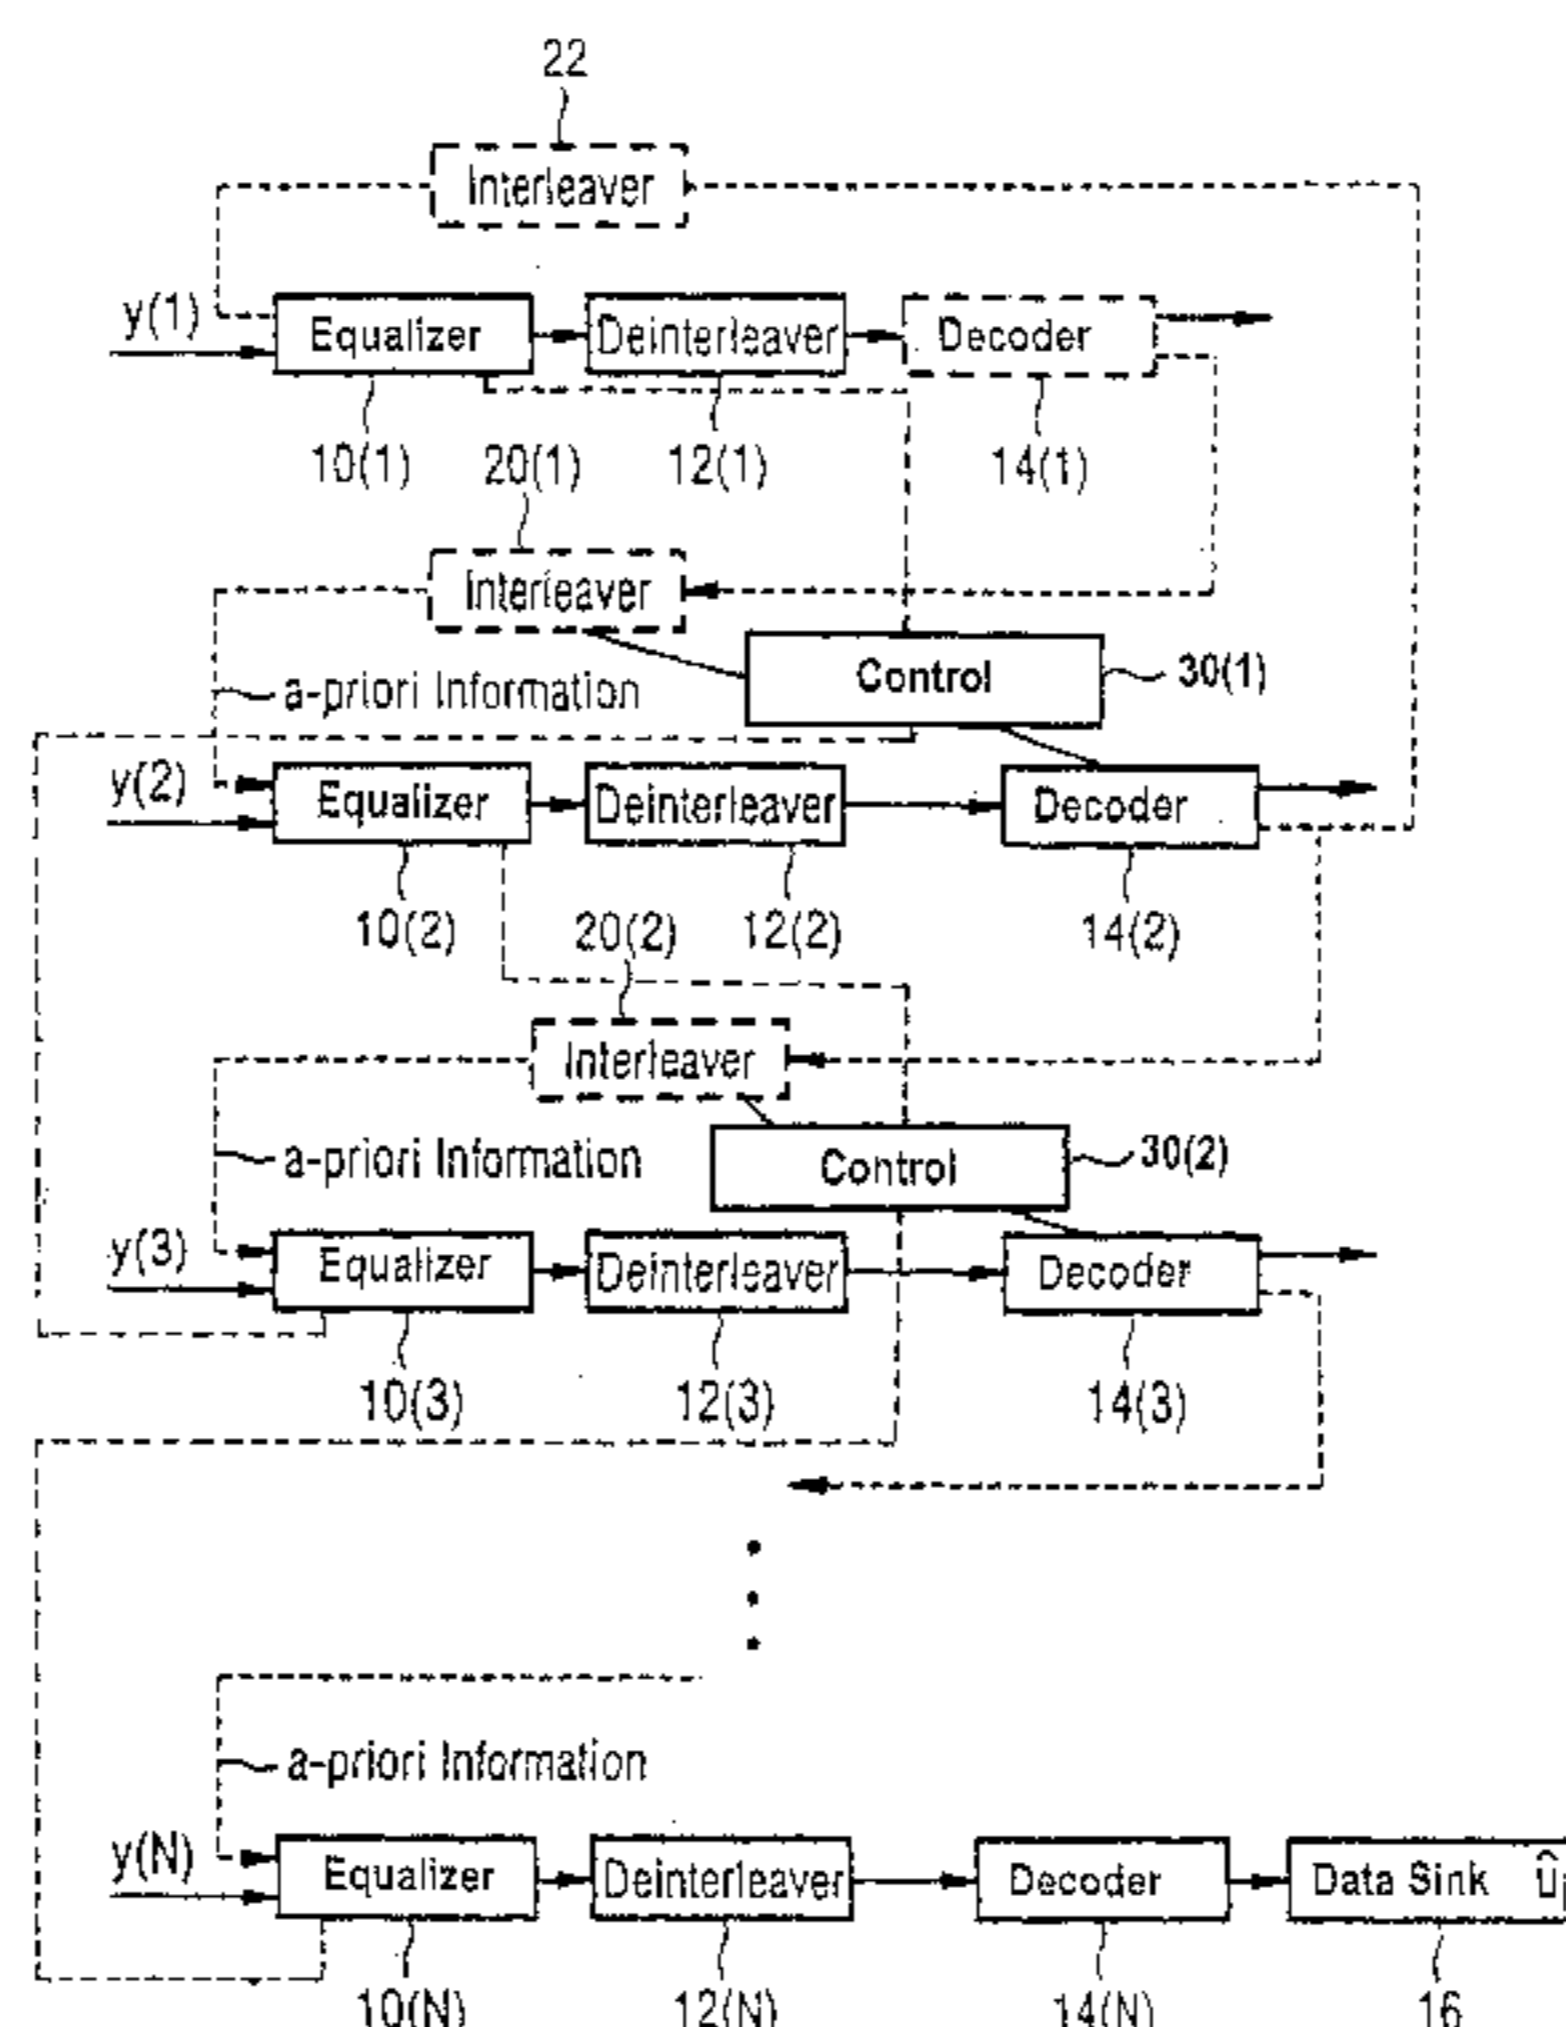 22
Interleaver
y(1)
Equalizer
Deinterleaver
Decoder
10(1)
20(1)
12(1)
14(1)
Interleaver
Control
30(1)
a-priori Information
y(2)
Equalizer
Deinterleaver
Decoder
10(2)
20(2)
12(2)
14(2)
Interleaver
a-priori Information
Control
30(2)
y(3)
Equalizer
Deinterleaver
Decoder
10(3)
12(3)
14(3)
a-priori Information
y(N)
Equalizer
Deinterleaver
Decoder
Data Sink
10(N)
12(N)
14(N)
16